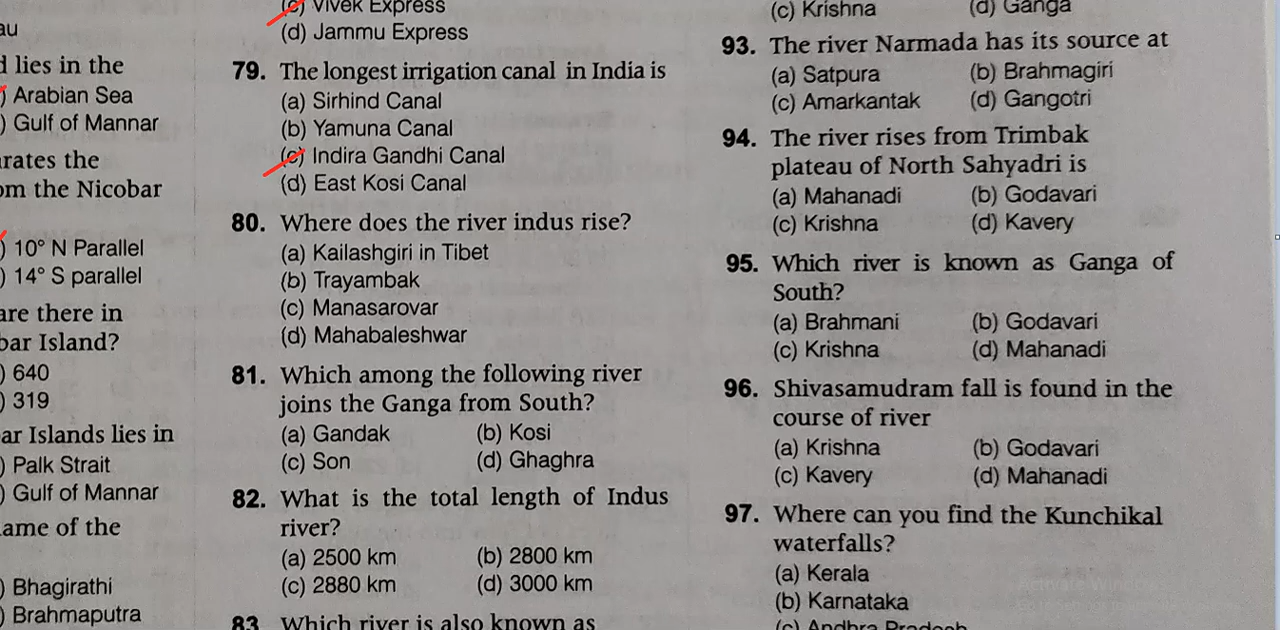 au
d lies in the
) Arabian Sea
) Gulf of Mannar
rates the
om the Nicobar
) 10° N Parallel
) 14° S parallel
are there in
bar Island?
) 640
) 319
ar Islands lies in
) Palk Strait
) Gulf of Mannar
ame of the
) Bhagirathi
) Brahmaputra
(c) Vivek Express
(d) Jammu Express
79. The longest irrigation canal in India is
(a) Sirhind Canal
(b) Yamuna Canal
(c) Indira Gandhi Canal
(d) East Kosi Canal
80. Where does the river indus rise?
(a) Kailashgiri in Tibet
(b) Trayambak
(c) Manasarovar
(d) Mahabaleshwar
81. Which among the following river
joins the Ganga from South?
(a) Gandak (b) Kosi
(c) Son (d) Ghaghra
82. What is the total length of Indus
river?
(a) 2500 km (b) 2800 km
(c) 2880 km (d) 3000 km
83. Which river is also known as
(c) Krishna (d) Ganga
93. The river Narmada has its source at
(a) Satpura (b) Brahmagiri
(c) Amarkantak (d) Gangotri
94. The river rises from Trimbak
plateau of North Sahyadri is
(a) Mahanadi (b) Godavari
(c) Krishna (d) Kavery
95. Which river is known as Ganga of
South?
(a) Brahmani (b) Godavari
(c) Krishna (d) Mahanadi
96. Shivasamudram fall is found in the
course of river
(a) Krishna (b) Godavari
(c) Kavery (d) Mahanadi
97. Where can you find the Kunchikal
waterfalls?
(a) Kerala
(b) Karnataka
(c) Andhra Pradesh